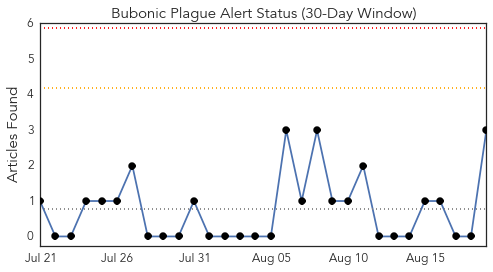 Bubonic Plague Alert Status (30-Day Window)
Articles Found
6
5
4
3
2
1
0
Jul 21 Jul 26 Jul 31 Aug 05 Aug 10 Aug 15